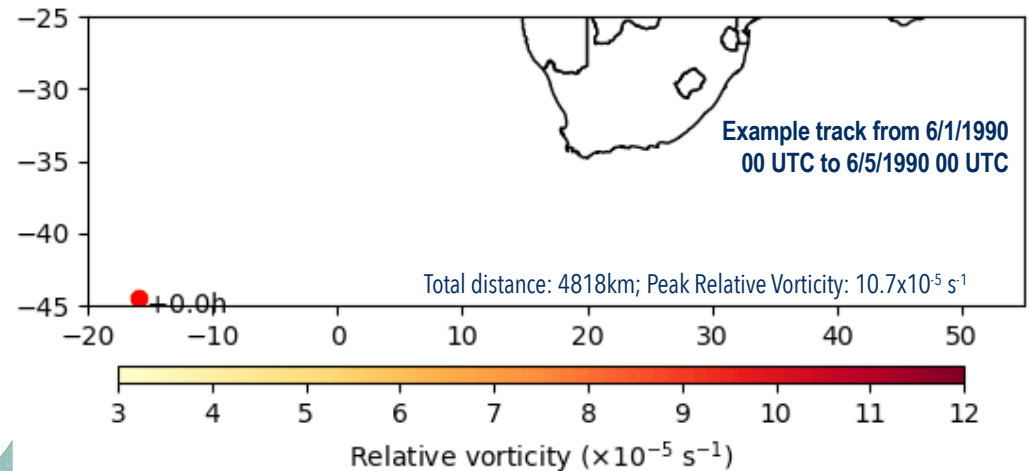 −25
−30
−35
−40
−45
Example track from 6/1/1990
00 UTC to 6/5/1990 00 UTC
Total distance: 4818km; Peak Relative Vorticity: 10.7x10⁻⁵ s⁻¹
+0.0h
−20 −10 0 10 20 30 40 50
3 4 5 6 7 8 9 10 11 12
Relative vorticity (×10⁻⁵ s⁻¹)